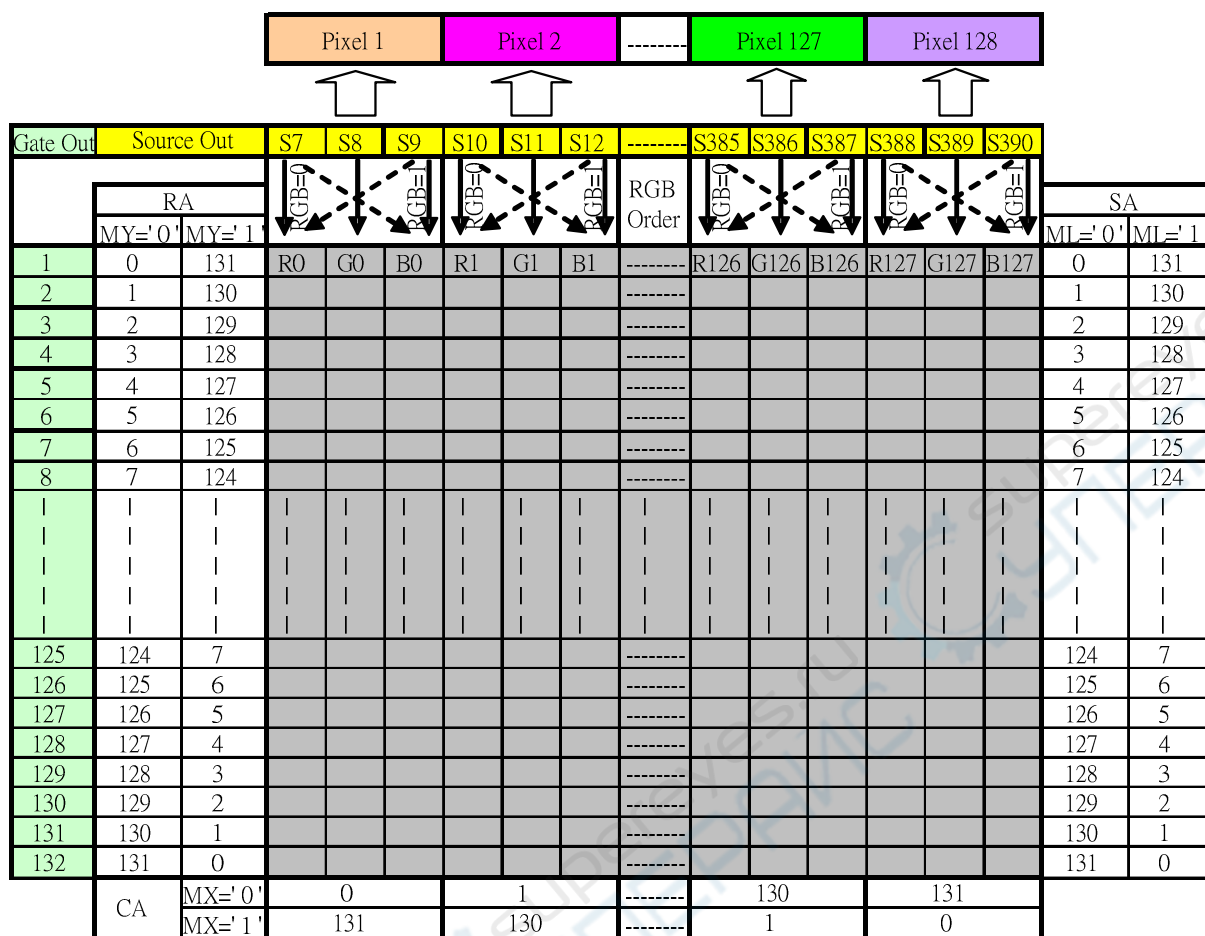 Pixel 1 Pixel 2 -------- Pixel 127 Pixel 128
Gate Out Source Out S7 S8 S9 S10 S11 S12 -------- S385 S386 S387 S388 S389 S390
RGB=0 RGB=1 RGB=0 RGB=1 RGB Order RGB=0 RGB=1 RGB=0 RGB=1
RA SA
MY='0' MY='1' ML='0' ML='1
1 0 131 R0 G0 B0 R1 G1 B1 -------- R126 G126 B126 R127 G127 B127 0 131
2 1 130 -------- 1 130
3 2 129 -------- 2 129
4 3 128 -------- 3 128
5 4 127 -------- 4 127
6 5 126 -------- 5 126
7 6 125 -------- 6 125
8 7 124 -------- 7 124
125 124 7 -------- 124 7
126 125 6 -------- 125 6
127 126 5 -------- 126 5
128 127 4 -------- 127 4
129 128 3 -------- 128 3
130 129 2 -------- 129 2
131 130 1 -------- 130 1
132 131 0 -------- 131 0
CA
MX='0' 0 1 -------- 130 131
MX='1' 131 130 -------- 1 0
supereyes.ru